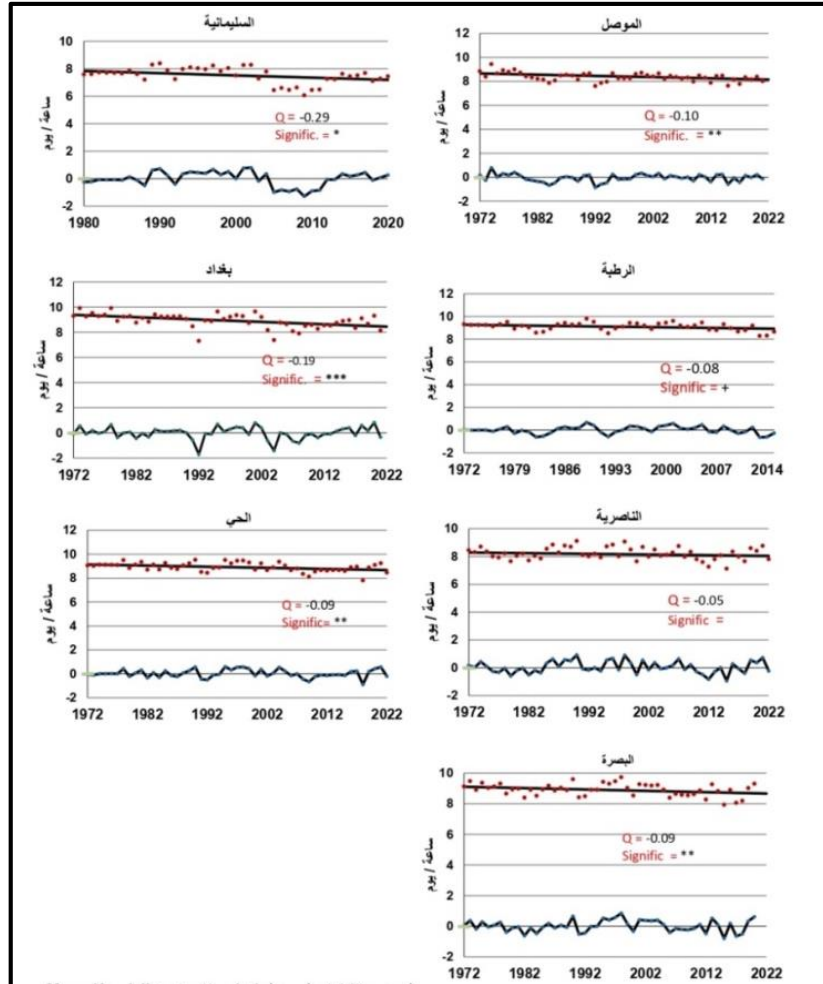 السليمانية
10
8
6
4
2
0
-2
ساعة / يوم
Q = -0.29
Signific. = *
1980 1990 2000 2010 2020
الموصل
12
10
8
6
4
2
0
-2
Q = -0.10
Signific. = **
1972 1982 1992 2002 2012 2022
بغداد
12
10
8
6
4
2
0
-2
ساعة / يوم
Q = -0.19
Signific. = ***
1972 1982 1992 2002 2012 2022
الرطبة
12
10
8
6
4
2
0
-2
ساعة / يوم
Q = -0.08
Signific = +
1972 1979 1986 1993 2000 2007 2014
الحي
12
10
8
6
4
2
0
-2
ساعة / يوم
Q = -0.09
Signific= **
1972 1982 1992 2002 2012 2022
الناصرية
10
8
6
4
2
0
-2
ساعة / يوم
Q = -0.05
Signific =
1972 1982 1992 2002 2012 2022
البصرة
10
8
6
4
2
0
-2
ساعة / يوم
Q = -0.09
Signific = **
1972 1982 1992 2002 2012 2022